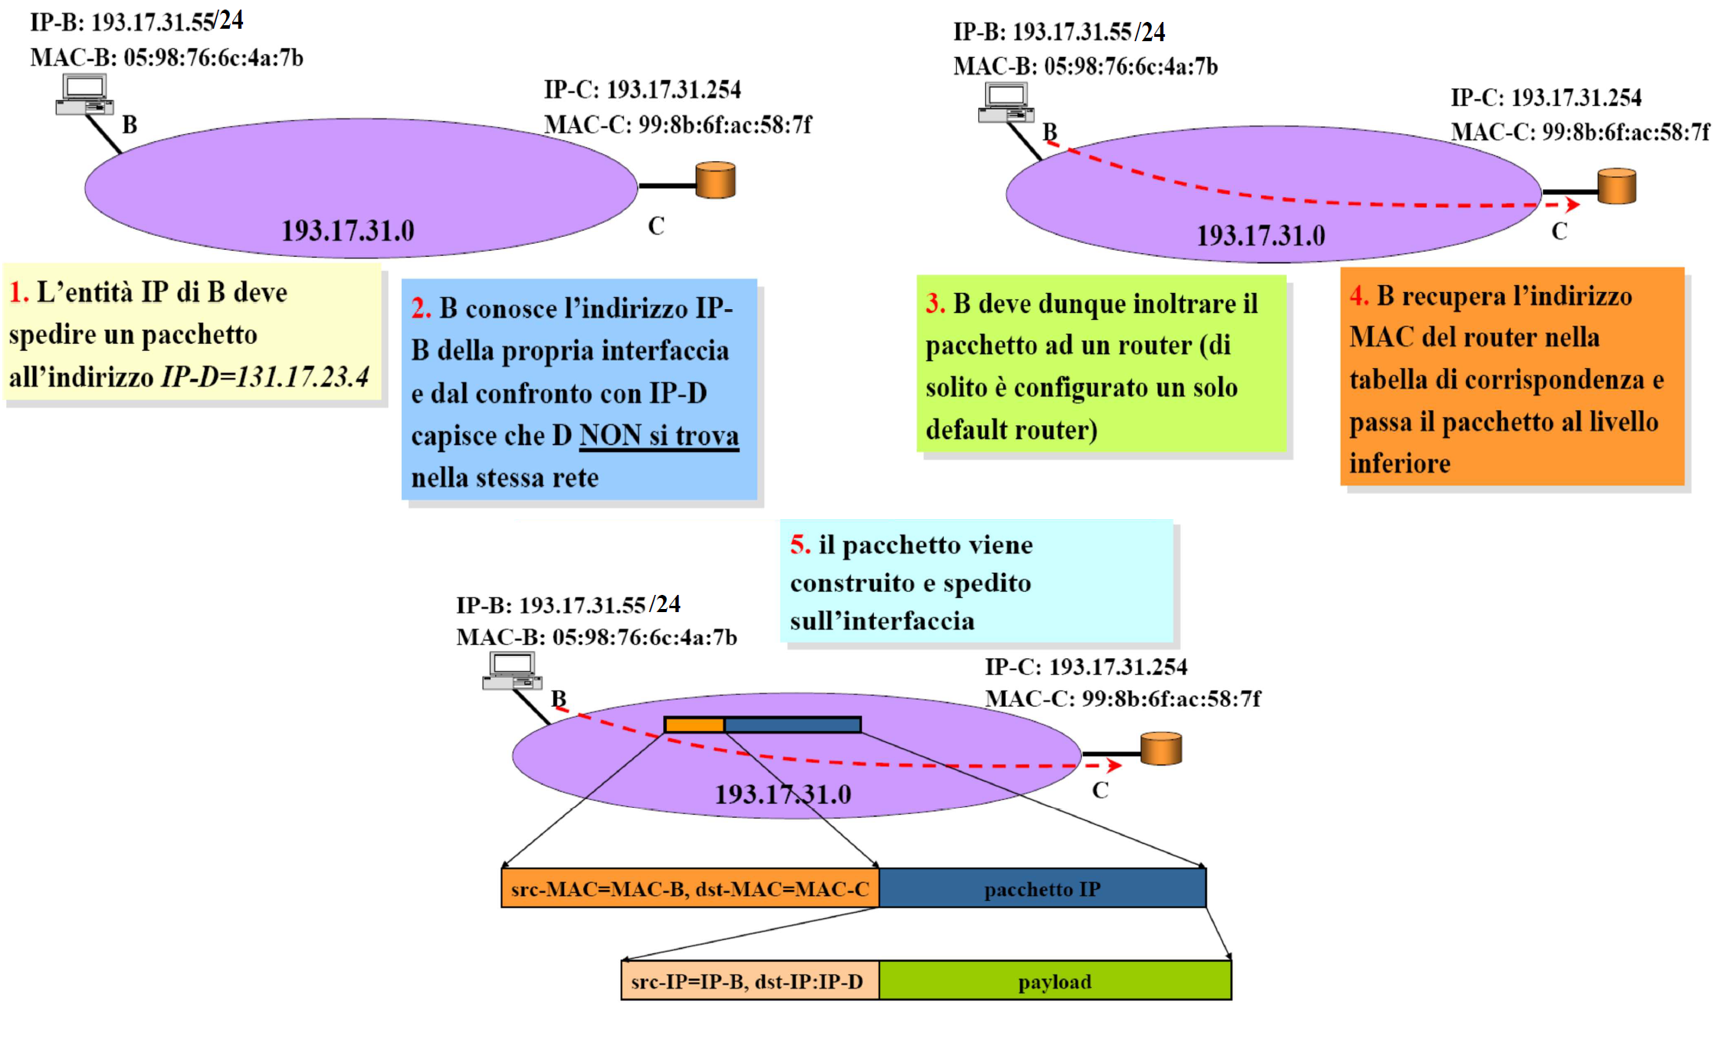 IP-B: 193.17.31.55/24
MAC-B: 05:98:76:6c:4a:7b
B
IP-C: 193.17.31.254
MAC-C: 99:8b:6f:ac:58:7f
C
193.17.31.0
1. L'entità IP di B deve
spedire un pacchetto
all'indirizzo IP-D=131.17.23.4
2. B conosce l'indirizzo IP-
B della propria interfaccia
e dal confronto con IP-D
capisce che D NON si trova
nella stessa rete
IP-B: 193.17.31.55/24
MAC-B: 05:98:76:6c:4a:7b
B
IP-C: 193.17.31.254
MAC-C: 99:8b:6f:ac:58:7f
C
193.17.31.0
3. B deve dunque inoltrare il
pacchetto ad un router (di
solito è configurato un solo
default router)
4. B recupera l'indirizzo
MAC del router nella
tabella di corrispondenza e
passa il pacchetto al livello
inferiore
5. il pacchetto viene
construito e spedito
sull'interfaccia
IP-B: 193.17.31.55/24
MAC-B: 05:98:76:6c:4a:7b
B
IP-C: 193.17.31.254
MAC-C: 99:8b:6f:ac:58:7f
C
193.17.31.0
src-MAC=MAC-B, dst-MAC=MAC-C
pacchetto IP
src-IP=IP-B, dst-IP:IP-D
payload